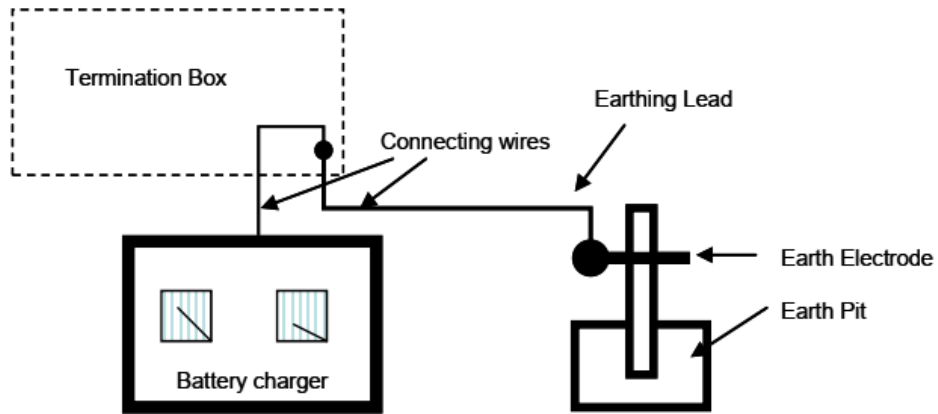 Termination Box
Earthing Lead
Connecting wires
Earth Electrode
Earth Pit
Battery charger